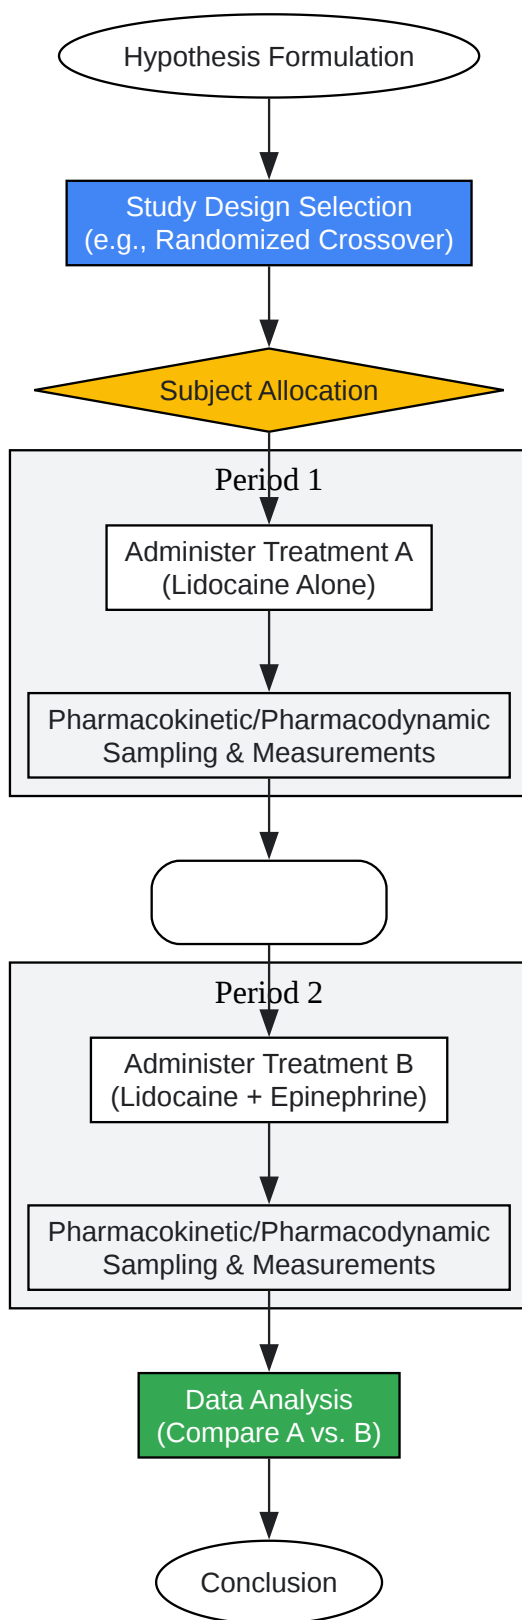 Hypothesis Formulation
Study Design Selection
(e.g., Randomized Crossover)
Subject Allocation
Period 1
Administer Treatment A
(Lidocaine Alone)
Pharmacokinetic/Pharmacodynamic
Sampling & Measurements
Period 2
Administer Treatment B
(Lidocaine + Epinephrine)
Pharmacokinetic/Pharmacodynamic
Sampling & Measurements
Data Analysis
(Compare A vs. B)
Conclusion